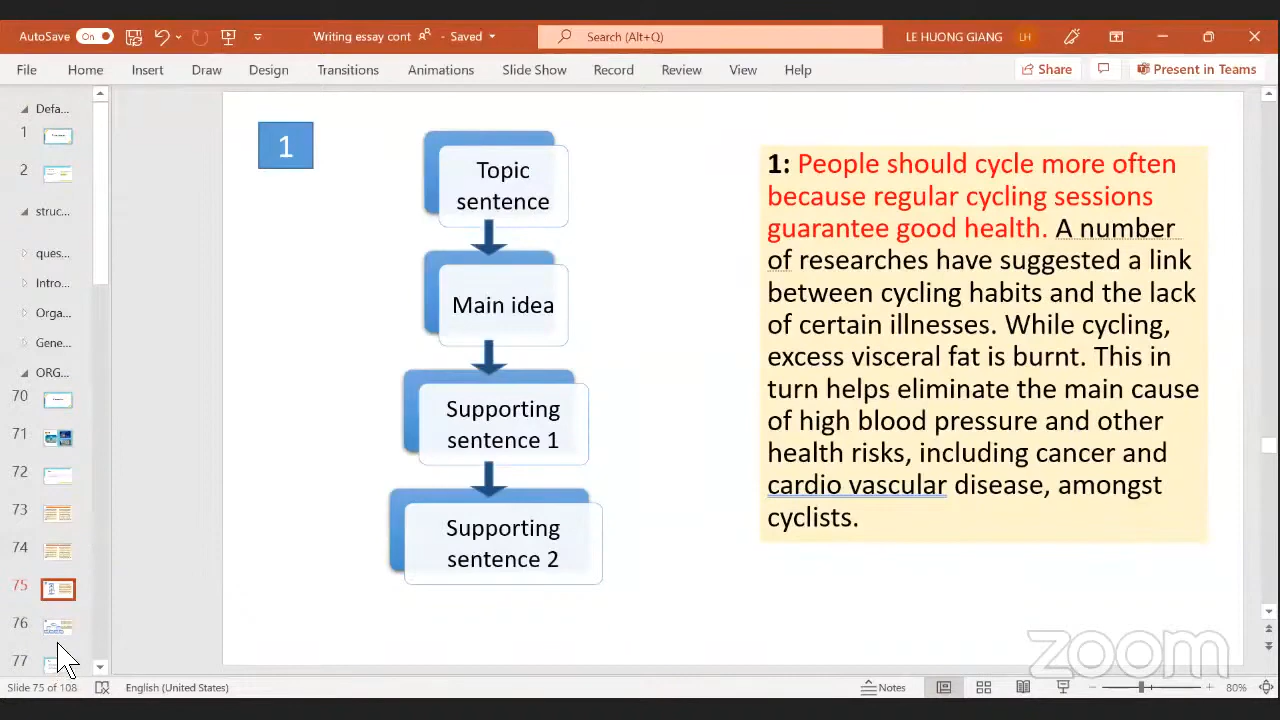 AutoSave On Writing essay cont Saved Search (Alt+Q) LE HUONG GIANG LH
File Home Insert Draw Design Transitions Animations Slide Show Record Review View Help Share Present in Teams
Defa...
1
2
struc...
ques...
Intro...
Orga...
Gene...
ORG...
70
71
72
73
74
75
76
77
1
Topic
sentence
Main idea
Supporting
sentence 1
Supporting
sentence 2
1: People should cycle more often
because regular cycling sessions
guarantee good health. A number
of researches have suggested a link
between cycling habits and the lack
of certain illnesses. While cycling,
excess visceral fat is burnt. This in
turn helps eliminate the main cause
of high blood pressure and other
health risks, including cancer and
cardio vascular disease, amongst
cyclists.
zoom
Slide 75 of 108 English (United States) Notes 80%